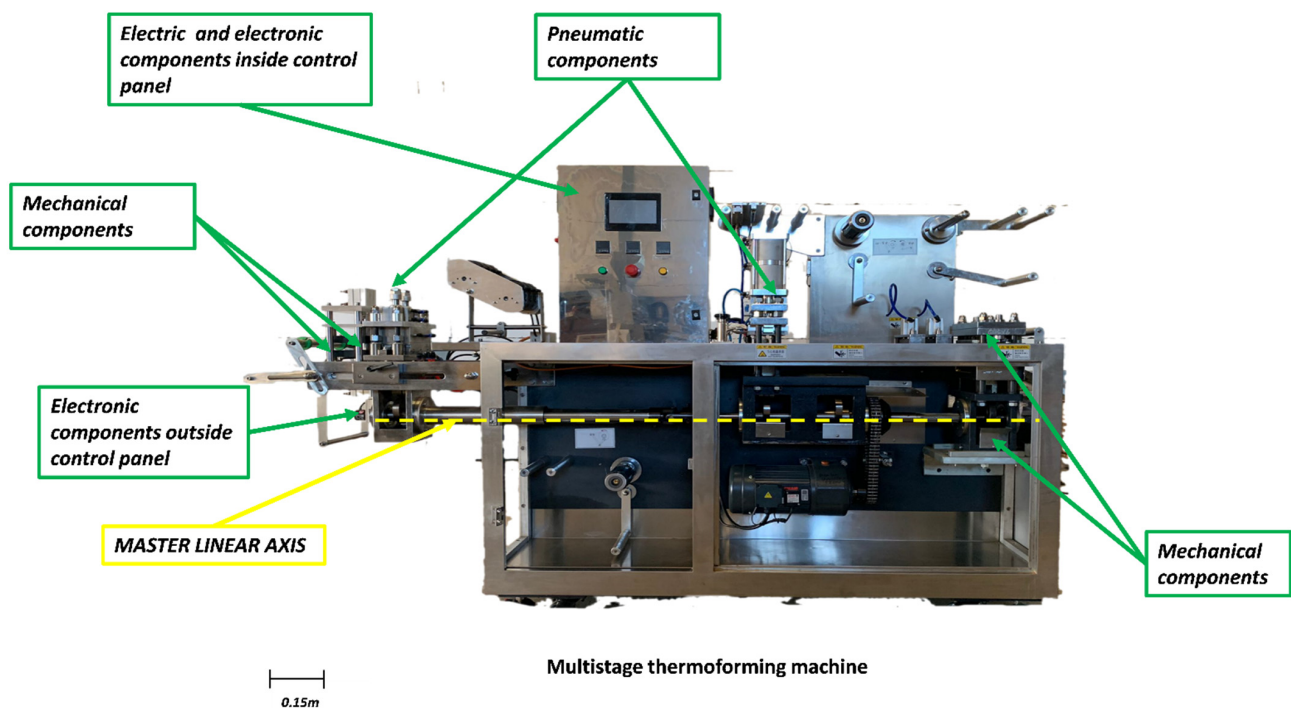 Electric and electronic
components inside control
panel
Pneumatic
components
Mechanical
components
Electronic
components outside
control panel
MASTER LINEAR AXIS
Mechanical
components
Multistage thermoforming machine
0.15m